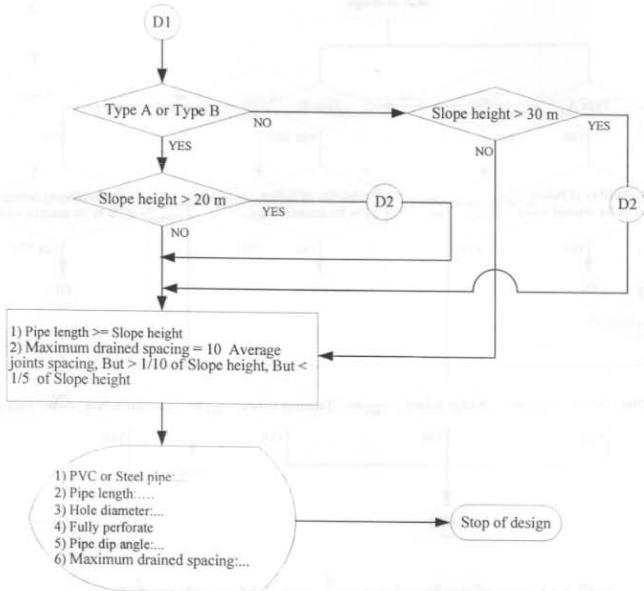 D1
Type A or Type B
NO
Slope height > 30 m
YES
YES
NO
Slope height > 20 m
YES
D2
D2
NO
1) Pipe length >= Slope height
2) Maximum drained spacing = 10 Average
joints spacing, But > 1/10 of Slope height, But <
1/5 of Slope height
1) PVC or Steel pipe:...
2) Pipe length:....
3) Hole diameter:...
4) Fully perforate
5) Pipe dip angle:...
6) Maximum drained spacing:...
Stop of design